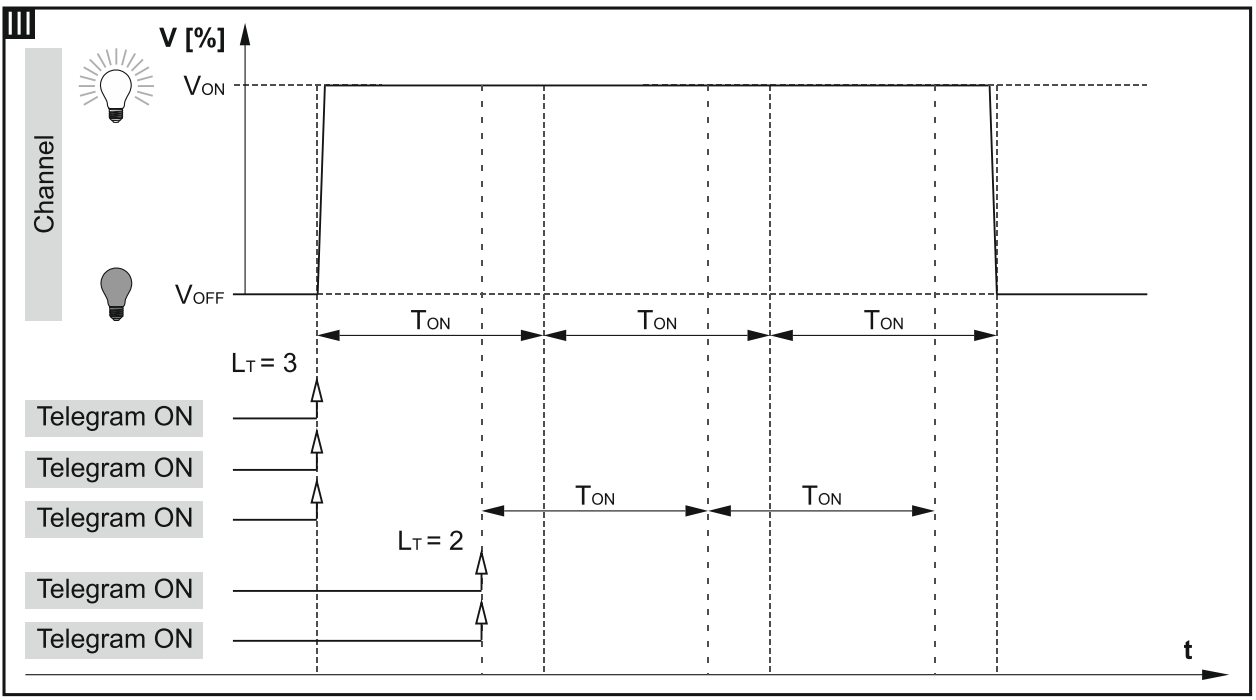 III
V [%]
VON
Channel
VOFF
TON TON TON
LT = 3
Telegram ON
Telegram ON
Telegram ON
TON TON
LT = 2
Telegram ON
Telegram ON
t